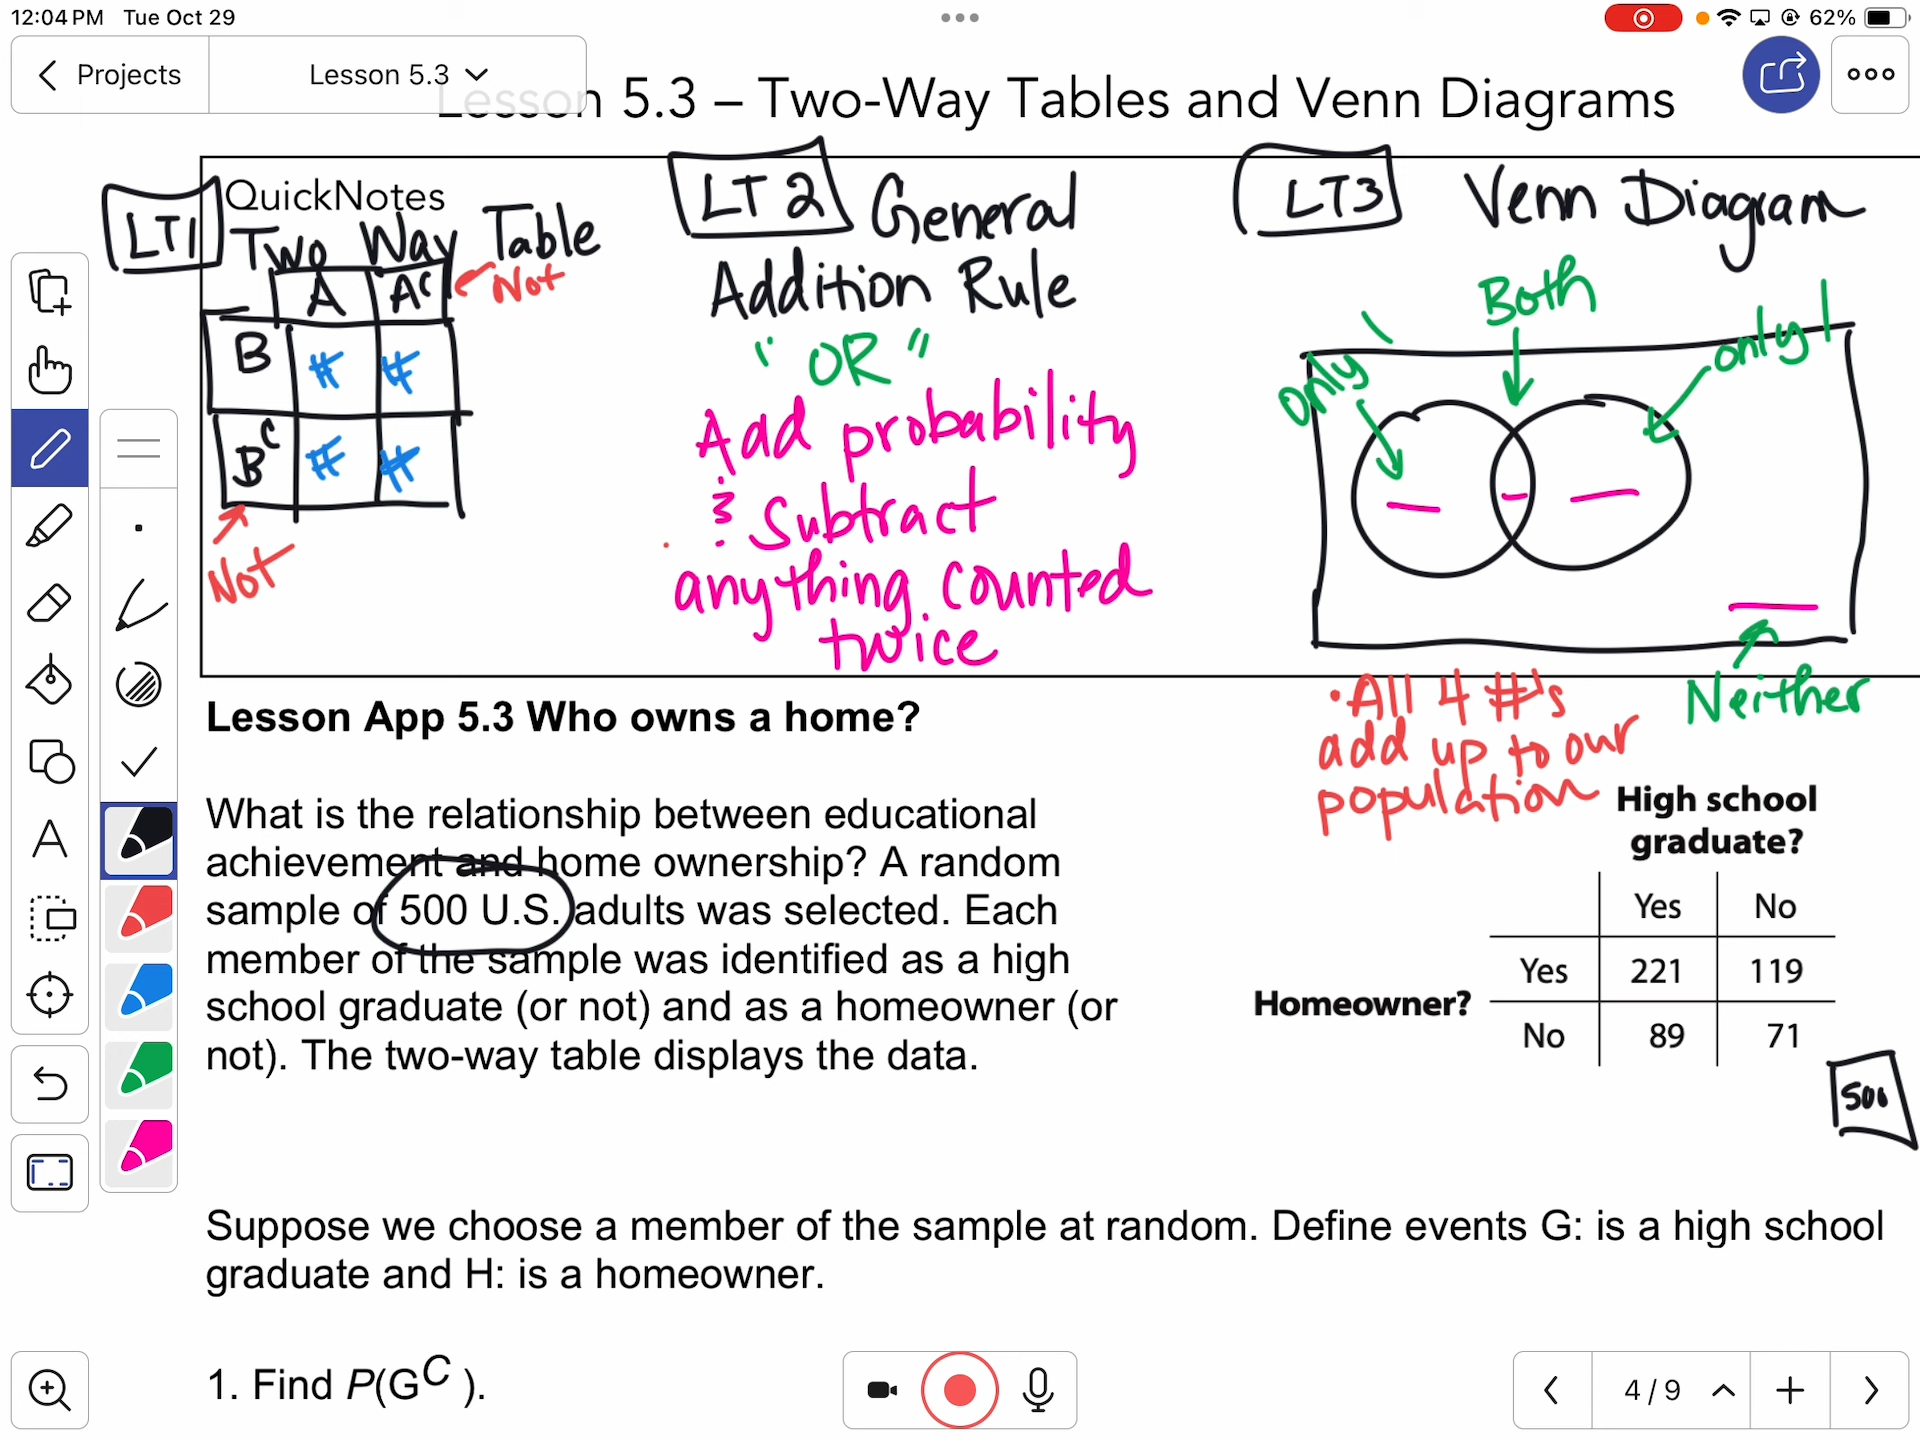 12:04 PM Tue Oct 29
62%
Projects
Lesson 5.3
Lesson 5.3 – Two-Way Tables and Venn Diagrams
LT1
QuickNotes
Two Way Table
A
Aᶜ
Not
B
# #
Bᶜ
# #
Not
LT 2
General
Addition Rule
"OR"
Add probability
& Subtract
anything counted
twice
LT3
Venn Diagram
Both
only!
only!
Neither
• All 4 #'s
add up to our
population
Lesson App 5.3 Who owns a home?
What is the relationship between educational
achievement and home ownership? A random
sample of 500 U.S. adults was selected. Each
member of the sample was identified as a high
school graduate (or not) and as a homeowner (or
not). The two-way table displays the data.
High school
graduate?
Yes No
Homeowner?
Yes 221 119
No 89 71
500
Suppose we choose a member of the sample at random. Define events G: is a high school
graduate and H: is a homeowner.
1. Find P(Gᶜ ).
A
4 / 9